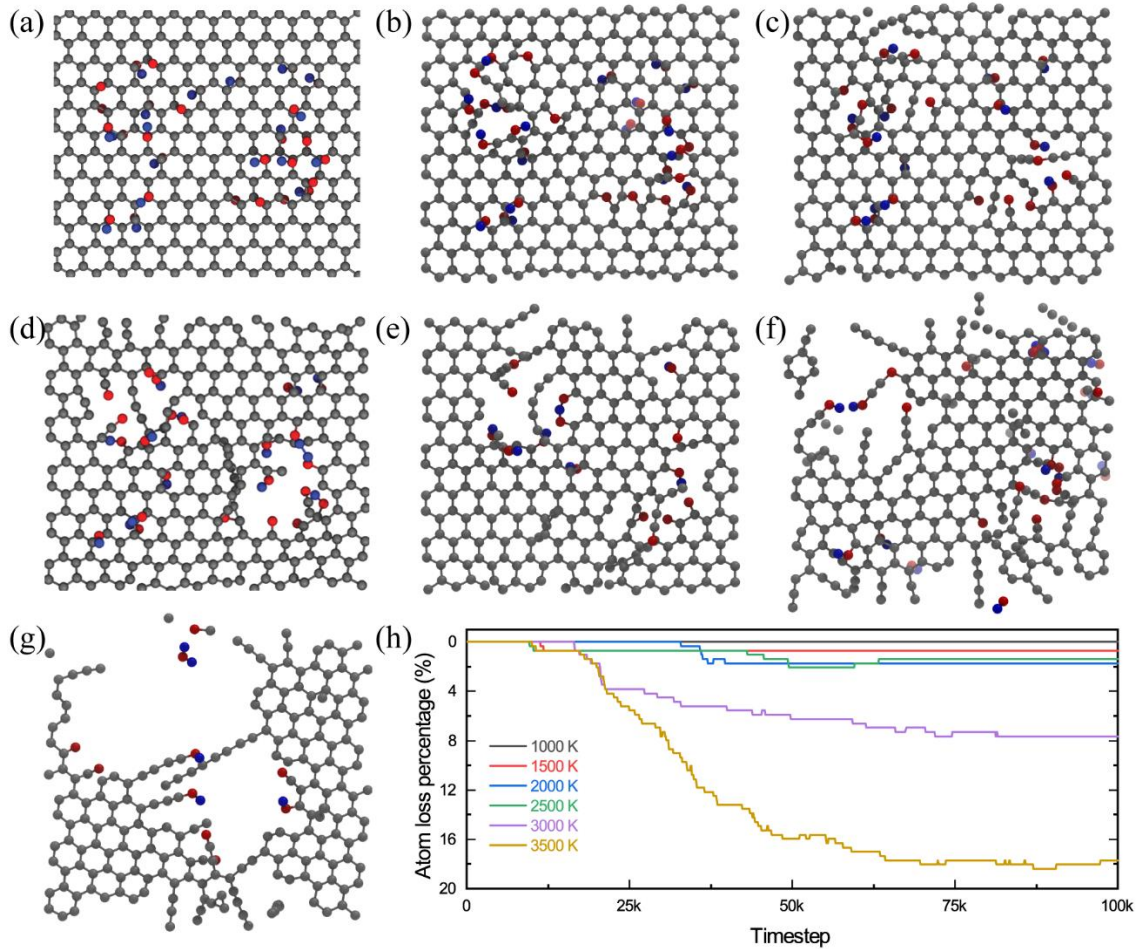 (a)
(b)
(c)
(d)
(e)
(f)
(g)
(h)
Atom loss percentage (%)
0
4
8
12
16
20
1000 K
1500 K
2000 K
2500 K
3000 K
3500 K
0
25k
50k
75k
100k
Timestep